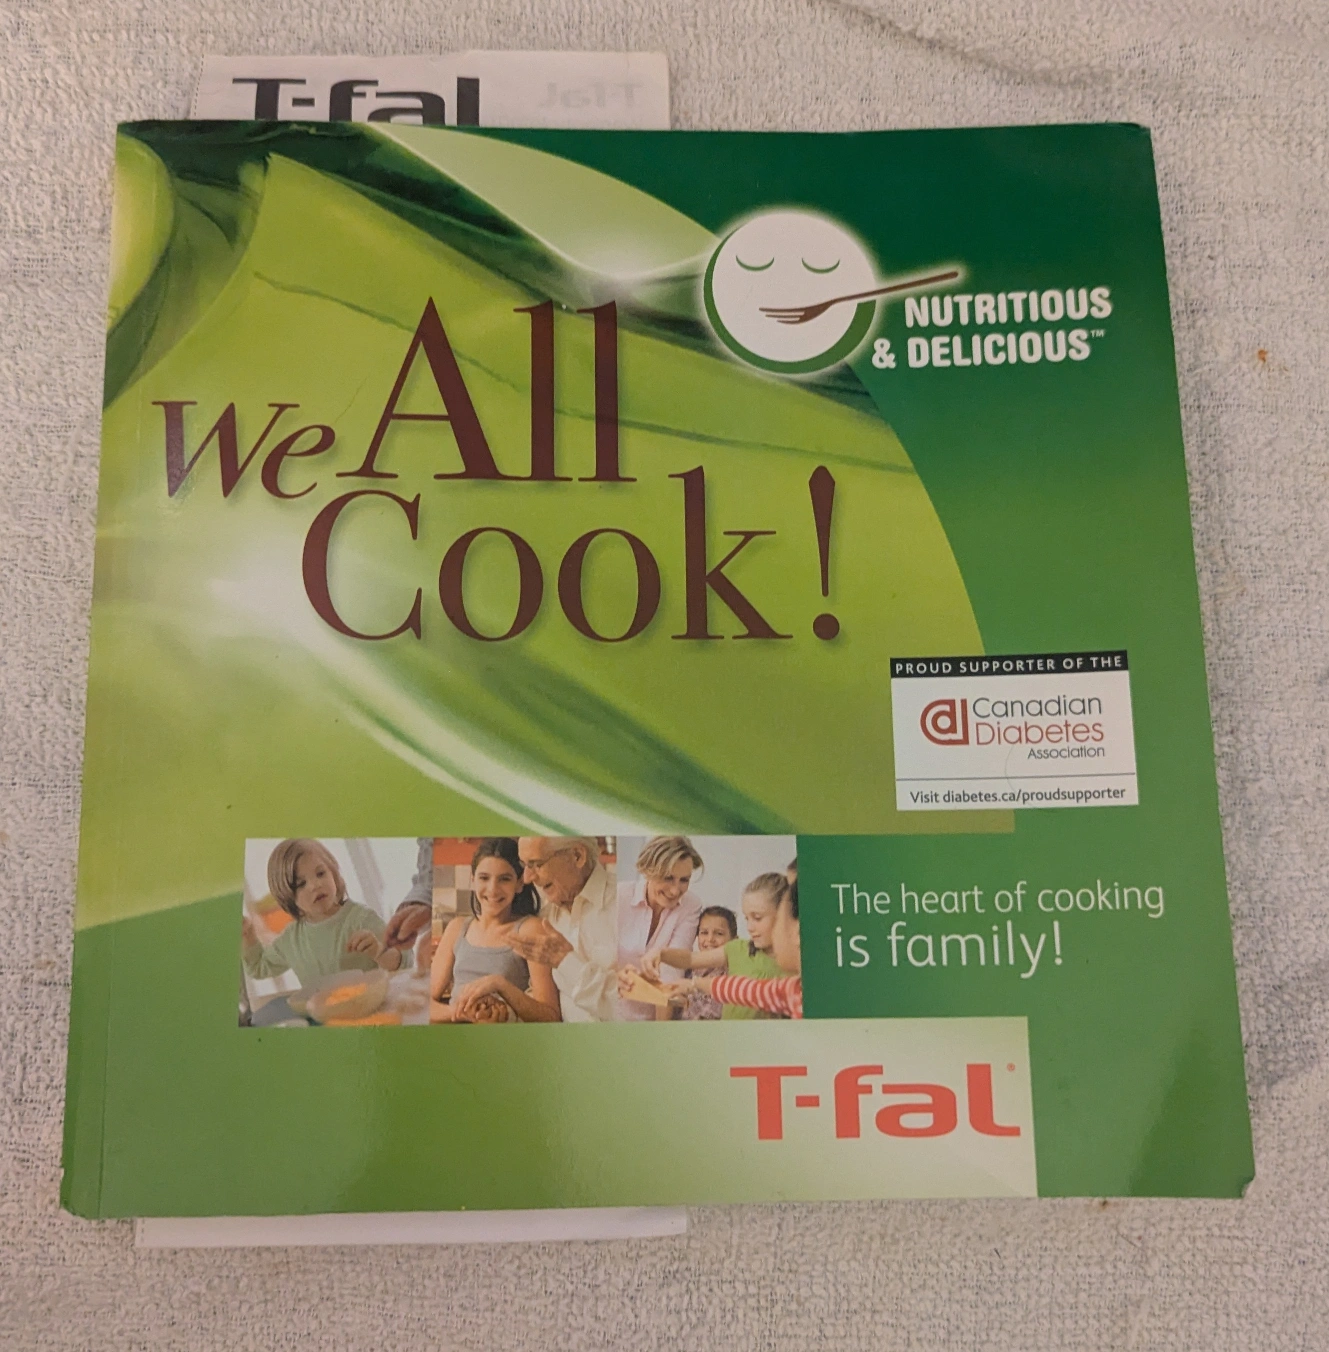 T-fal
NUTRITIOUS
& DELICIOUS™
We All
Cook!
PROUD SUPPORTER OF THE
Canadian
Diabetes
Association
Visit diabetes.ca/proudsupporter
The heart of cooking
is family!
T-fal®